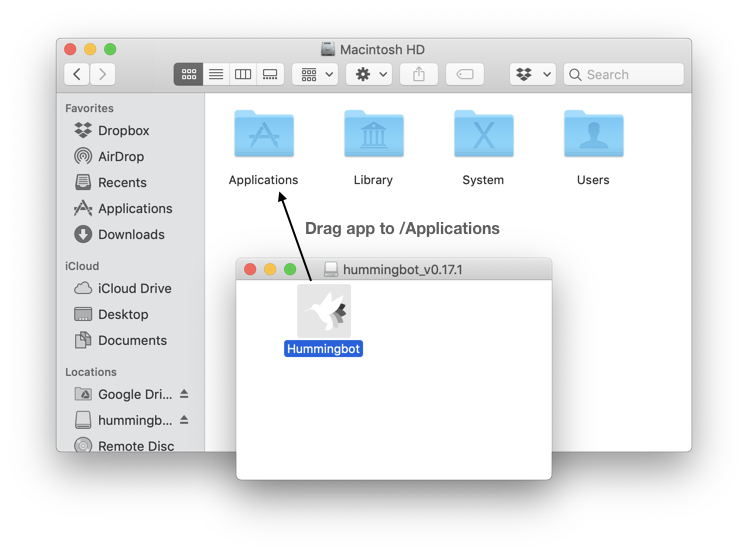 Macintosh HD
Search
Favorites
Dropbox
AirDrop
Recents
Applications
Downloads
iCloud
iCloud Drive
Desktop
Documents
Locations
Google Dri...
hummingb...
Remote Disc
Applications
Library
System
Users
Drag app to /Applications
hummingbot_v0.17.1
Hummingbot